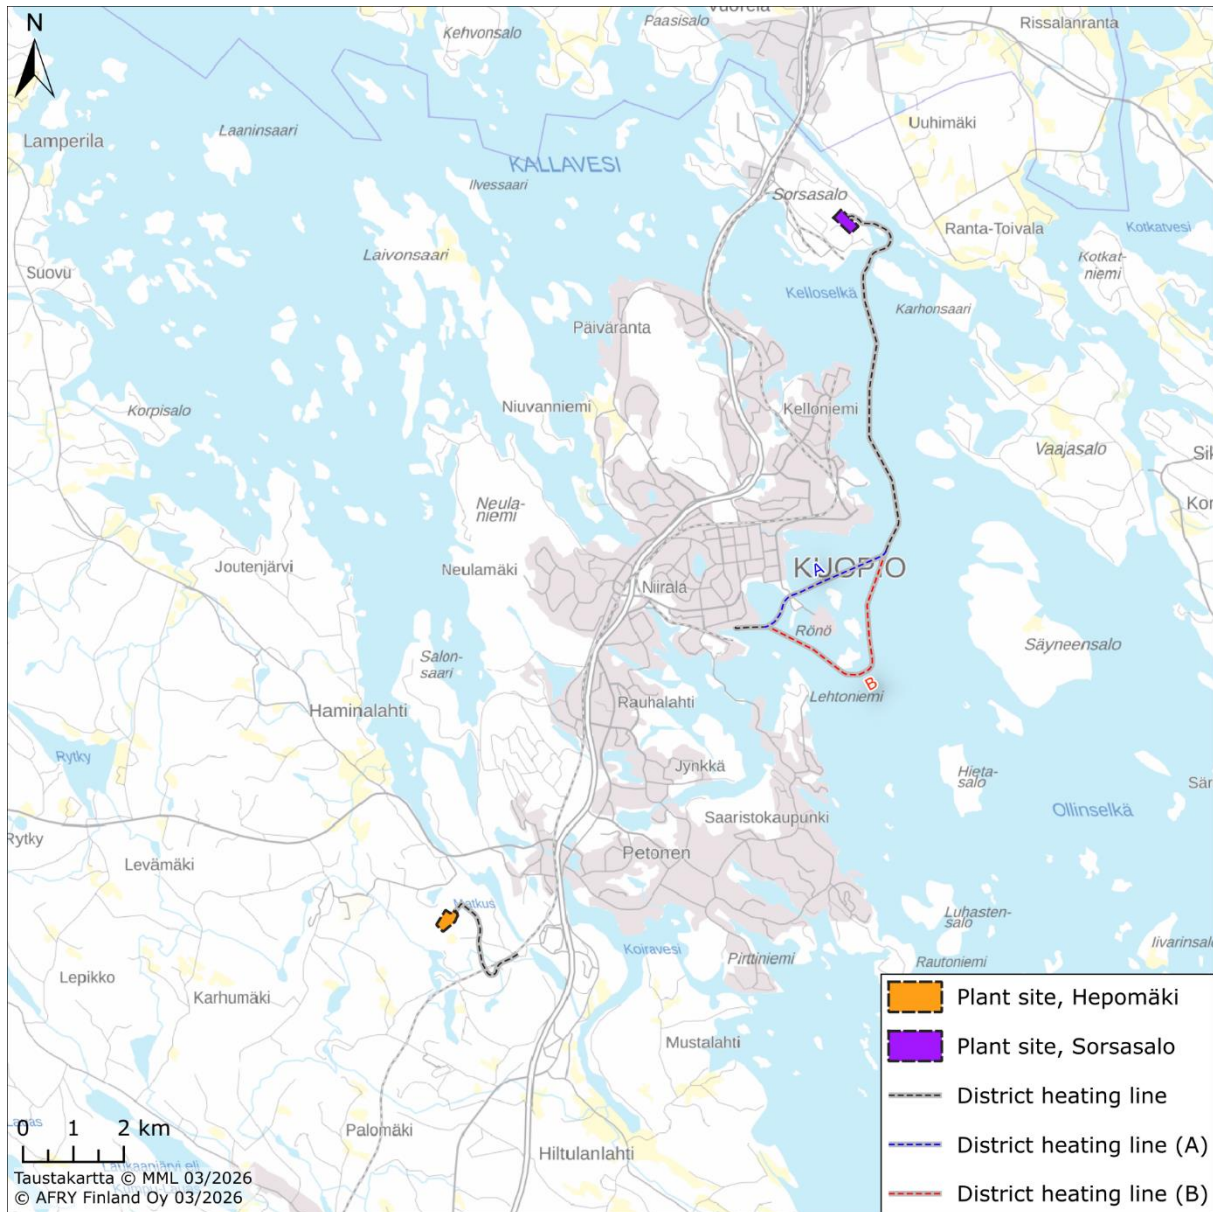 N
Vuorela
Paasisalo
Kehvonsalo
Rissalanranta
Uuhimäki
Laaninsaari
Lamperila
KALLAVESI
Ilvessaari
Sorsasalo
Ranta-Toivala
Kotkatvesi
Laivonsaari
Kotkat-
niemi
Suovu
Kelloselkä
Karhonsaari
Päiväranta
Korpisalo
Niuvanniemi
Kelloniemi
Vaajasalo
Sik
Neula-
niemi
Kor
Joutenjärvi
Neulamäki
KUOPIO
A
Niirala
Rönö
Säyneensalo
Salon-
saari
B
Lehtoniemi
Haminalahti
Rauhalahti
Rytky
Jynkkä
Hieta-
salo
Sär
Saaristokaupunki
Ollinselkä
Rytky
Levämäki
Petonen
Matkus
Luhasten-
salo
Koiravesi
Pirttiniemi
Rautoniemi
Iivarinsalo
Lepikko
Karhumäki
Mustalahti
Palomäki
Hiltulanlahti
0 1 2 km
Taustakartta © MML 03/2026
© AFRY Finland Oy 03/2026
Plant site, Hepomäki
Plant site, Sorsasalo
District heating line
District heating line (A)
District heating line (B)